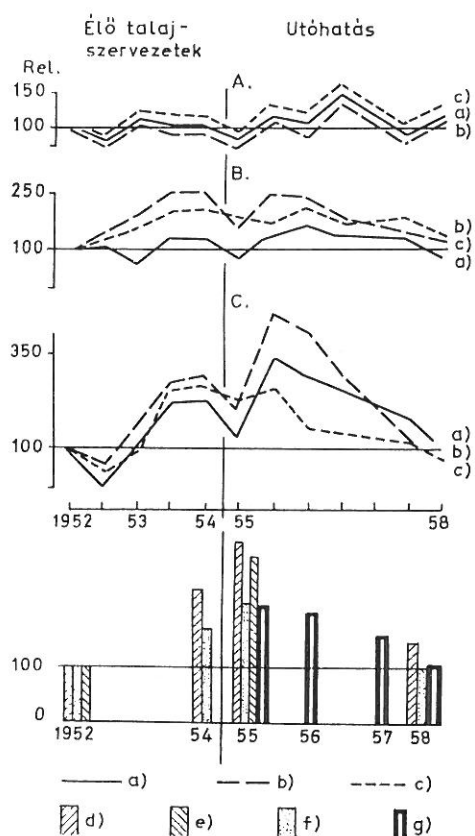 Élő talaj-
szervezetek
Utóhatás
Rel.
A.
150
100
c)
a)
b)
B.
250
100
b)
c)
a)
C.
350
100
a)
b)
c)
1952 53 54 55 58
100
0
1952 54 55 56 57 58
a) b) c)
d) e) f) g)